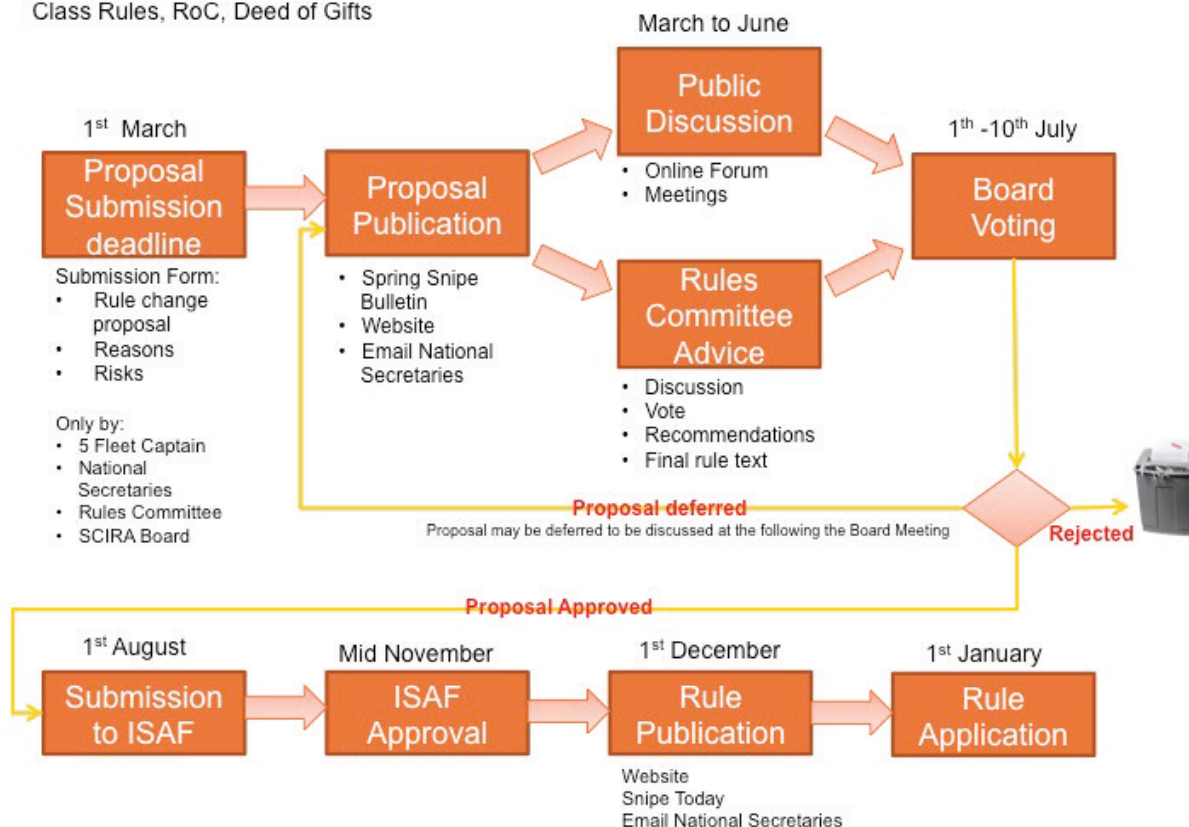 Class Rules, RoC, Deed of Gifts
March to June
Public
Discussion
• Online Forum
• Meetings
1st March
Proposal
Submission
deadline
Submission Form:
• Rule change
proposal
• Reasons
• Risks
Only by:
• 5 Fleet Captain
• National
Secretaries
• Rules Committee
• SCIRA Board
Proposal
Publication
• Spring Snipe
Bulletin
• Website
• Email National
Secretaries
Rules
Committee
Advice
• Discussion
• Vote
• Recommendations
• Final rule text
1th -10th July
Board
Voting
Proposal deferred
Proposal may be deferred to be discussed at the following the Board Meeting
Rejected
Proposal Approved
1st August
Submission
to ISAF
Mid November
ISAF
Approval
1st December
Rule
Publication
Website
Snipe Today
Email National Secretaries
1st January
Rule
Application